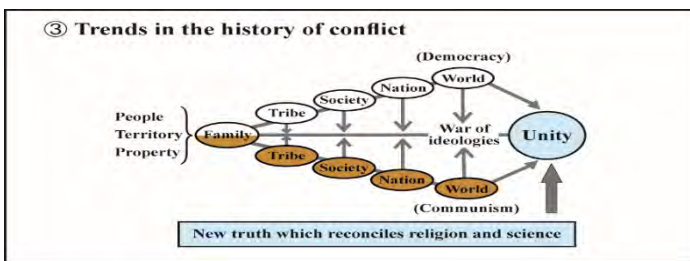 ③ Trends in the history of conflict
(Democracy)
World
Nation
Society
Tribe
People
Territory
Property
Family
War of
ideologies
Unity
Tribe
Society
Nation
World
(Communism)
New truth which reconciles religion and science